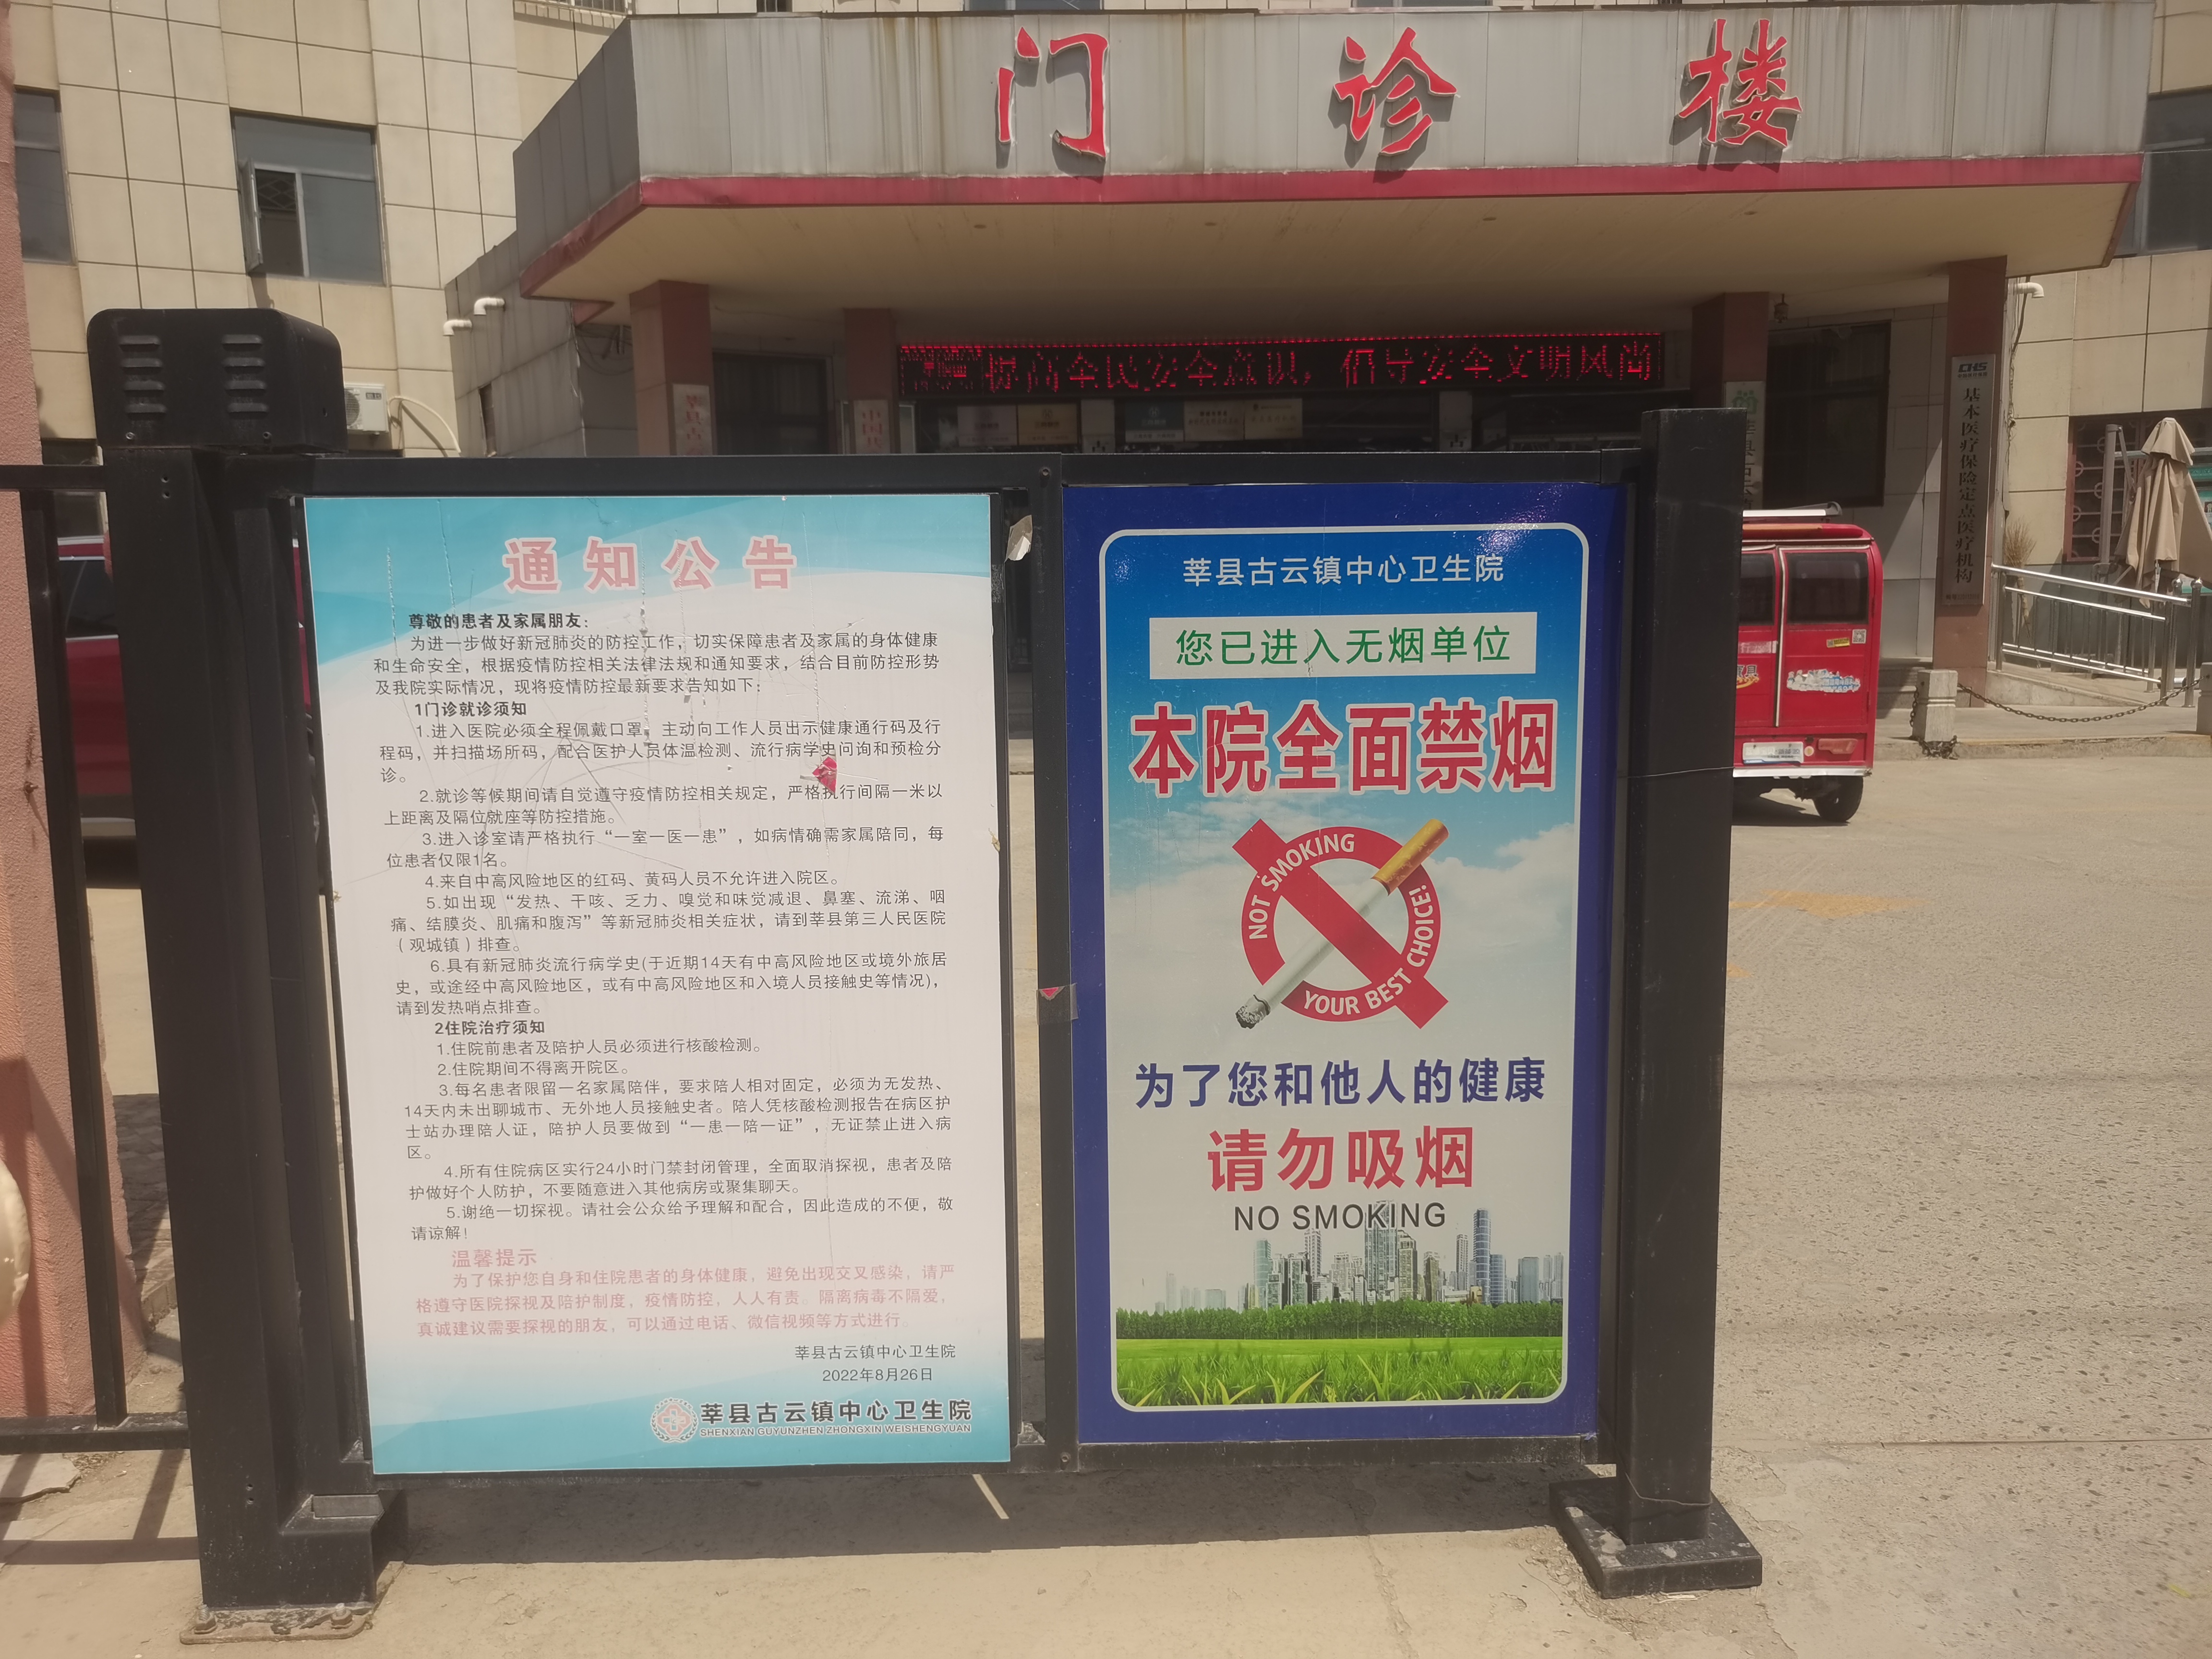 门诊楼
提高全民安全意识，倡导安全文明风尚
CHS
基本医疗保险定点医疗机构
通知公告
尊敬的患者及家属朋友：
为进一步做好新冠肺炎的防控工作，切实保障患者及家属的身体健康
和生命安全，根据疫情防控相关法律法规和通知要求，结合目前防控形势
及我院实际情况，现将疫情防控最新要求告知如下：
1门诊就诊须知
1.进入医院必须全程佩戴口罩，主动向工作人员出示健康通行码及行
程码，并扫描场所码，配合医护人员体温检测、流行病学史问询和预检分
诊。
2.就诊等候期间请自觉遵守疫情防控相关规定，严格执行间隔一米以
上距离及隔位就座等防控措施。
3.进入诊室请严格执行“一室一医一患”，如病情确需家属陪同，每
位患者仅限1名。
4.来自中高风险地区的红码、黄码人员不允许进入院区。
5.如出现“发热、干咳、乏力、嗅觉和味觉减退、鼻塞、流涕、咽
痛、结膜炎、肌痛和腹泻”等新冠肺炎相关症状，请到莘县第三人民医院
（观城镇）排查。
6.具有新冠肺炎流行病学史(于近期14天有中高风险地区或境外旅居
史，或途经中高风险地区，或有中高风险地区和入境人员接触史等情况)，
请到发热哨点排查。
2住院治疗须知
1.住院前患者及陪护人员必须进行核酸检测。
2.住院期间不得离开院区。
3.每名患者限留一名家属陪伴，要求陪人相对固定，必须为无发热、
14天内未出聊城市、无外地人员接触史者。陪人凭核酸检测报告在病区护
士站办理陪人证，陪护人员要做到“一患一陪一证”，无证禁止进入病
区。
4.所有住院病区实行24小时门禁封闭管理，全面取消探视，患者及陪
护做好个人防护，不要随意进入其他病房或聚集聊天。
5.谢绝一切探视。请社会公众给予理解和配合，因此造成的不便，敬
请谅解！
温馨提示
为了保护您自身和住院患者的身体健康，避免出现交叉感染，请严
格遵守医院探视及陪护制度，疫情防控，人人有责。隔离病毒不隔爱，
真诚建议需要探视的朋友，可以通过电话、微信视频等方式进行。
莘县古云镇中心卫生院
2022年8月26日
莘县古云镇中心卫生院
SHENXIAN GUYUNZHEN ZHONGXIN WEISHENGYUAN
莘县古云镇中心卫生院
您已进入无烟单位
本院全面禁烟
NOT SMOKING
YOUR BEST CHOICE!
为了您和他人的健康
请勿吸烟
NO SMOKING